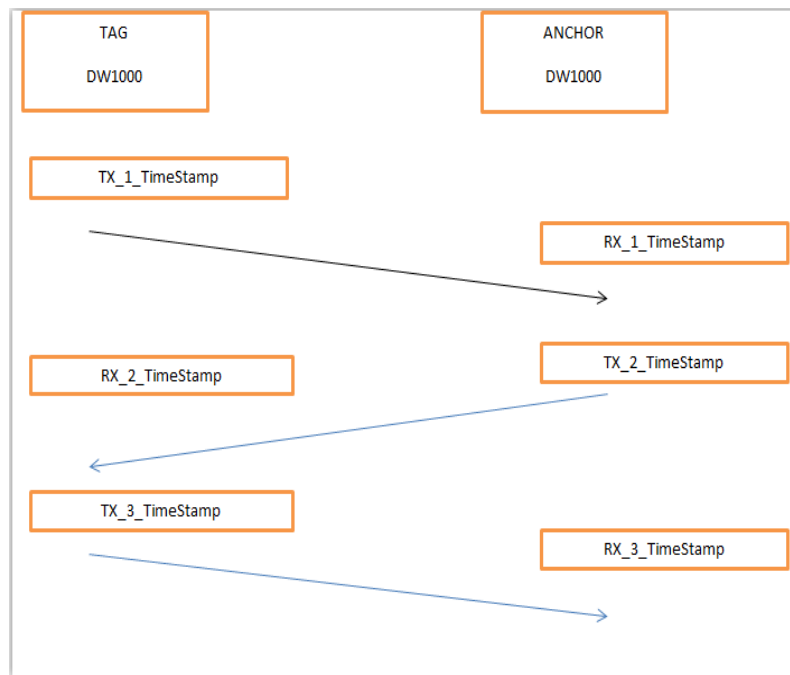 TAG
DW1000
ANCHOR
DW1000
TX_1_TimeStamp
RX_1_TimeStamp
TX_2_TimeStamp
RX_2_TimeStamp
TX_3_TimeStamp
RX_3_TimeStamp